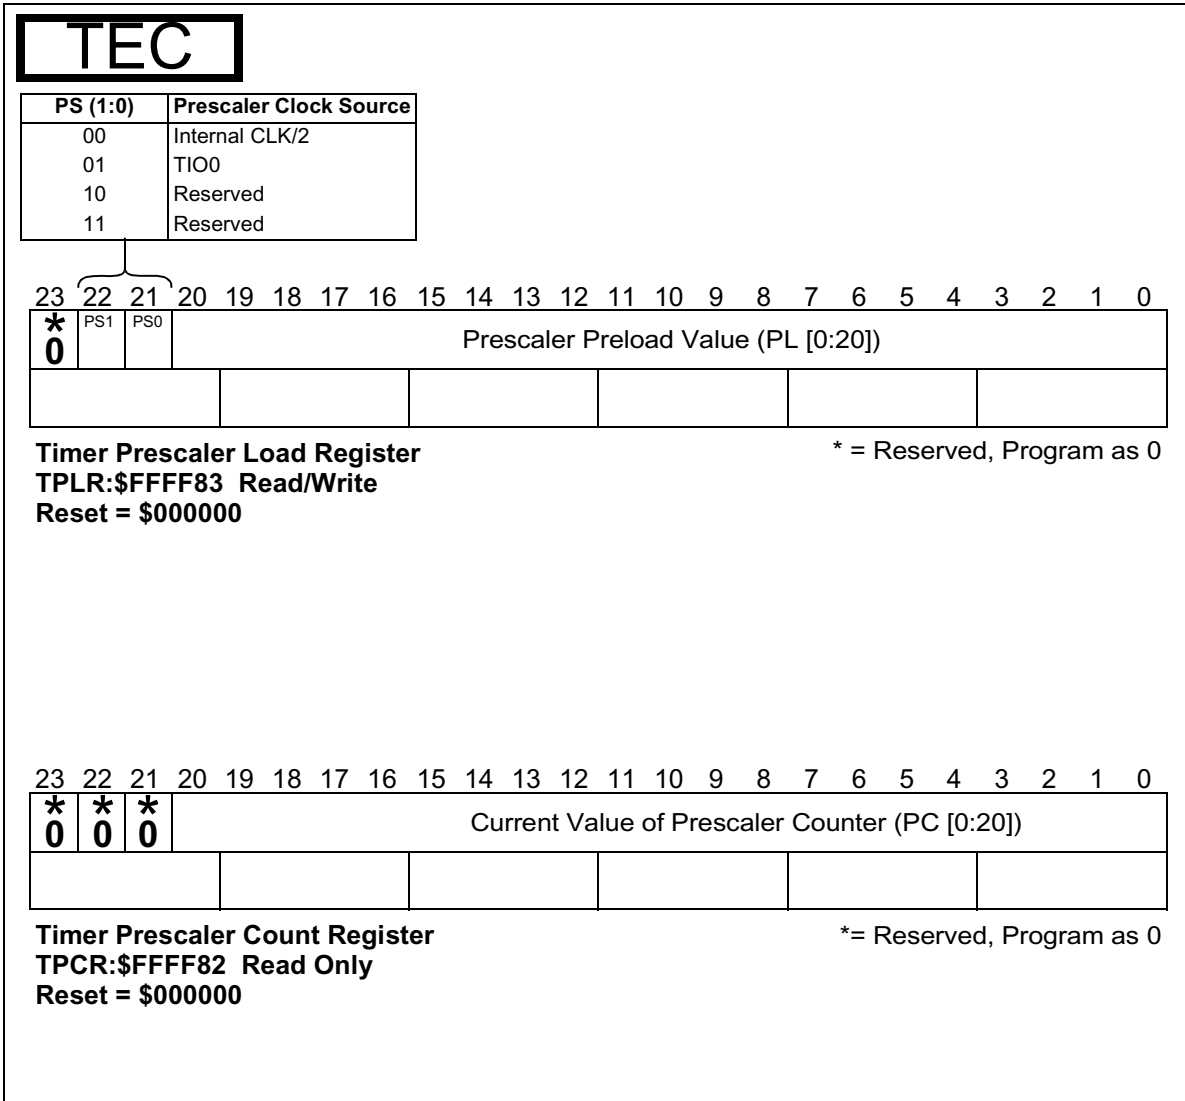 TEC
PS (1:0) Prescaler Clock Source
00 Internal CLK/2
01 TIO0
10 Reserved
11 Reserved
23 22 21 20 19 18 17 16 15 14 13 12 11 10 9 8 7 6 5 4 3 2 1 0
* PS1 PS0 Prescaler Preload Value (PL [0:20])
0
Timer Prescaler Load Register * = Reserved, Program as 0
TPLR:$FFFF83 Read/Write
Reset = $000000
23 22 21 20 19 18 17 16 15 14 13 12 11 10 9 8 7 6 5 4 3 2 1 0
* * * Current Value of Prescaler Counter (PC [0:20])
0 0 0
Timer Prescaler Count Register *= Reserved, Program as 0
TPCR:$FFFF82 Read Only
Reset = $000000